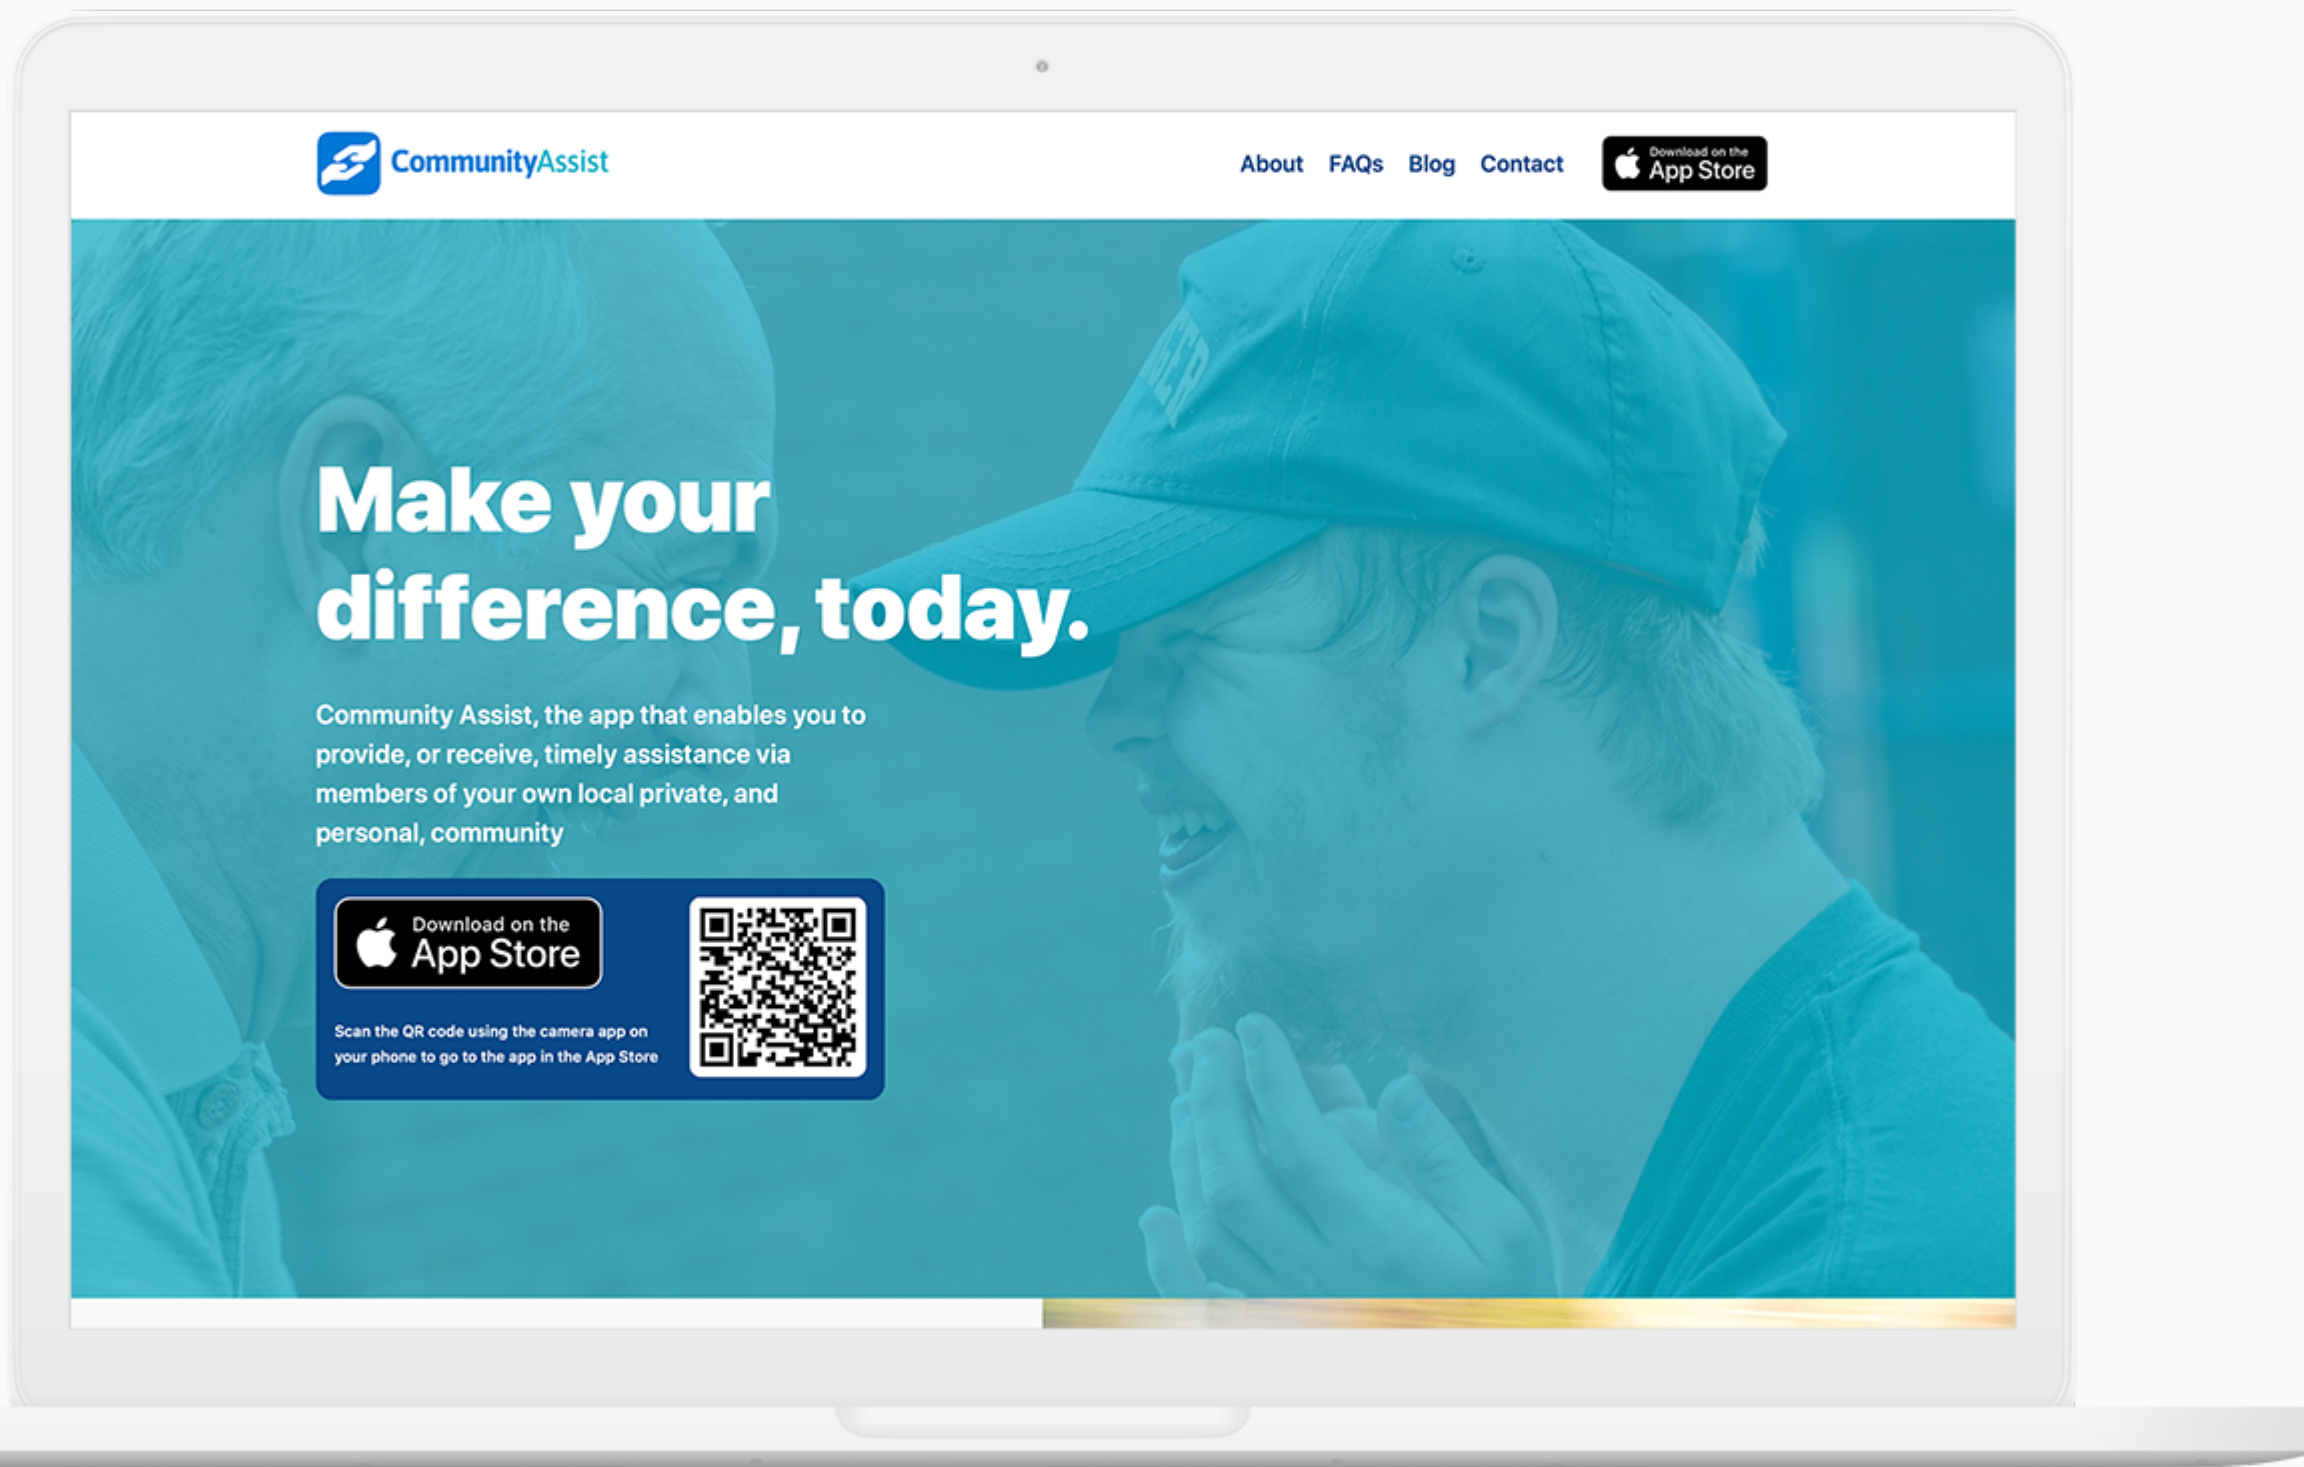 CommunityAssist
About FAQs Blog Contact
Download on the
App Store
Make your
difference, today.
Community Assist, the app that enables you to
provide, or receive, timely assistance via
members of your own local private, and
personal, community
Download on the
App Store
Scan the QR code using the camera app on
your phone to go to the app in the App Store